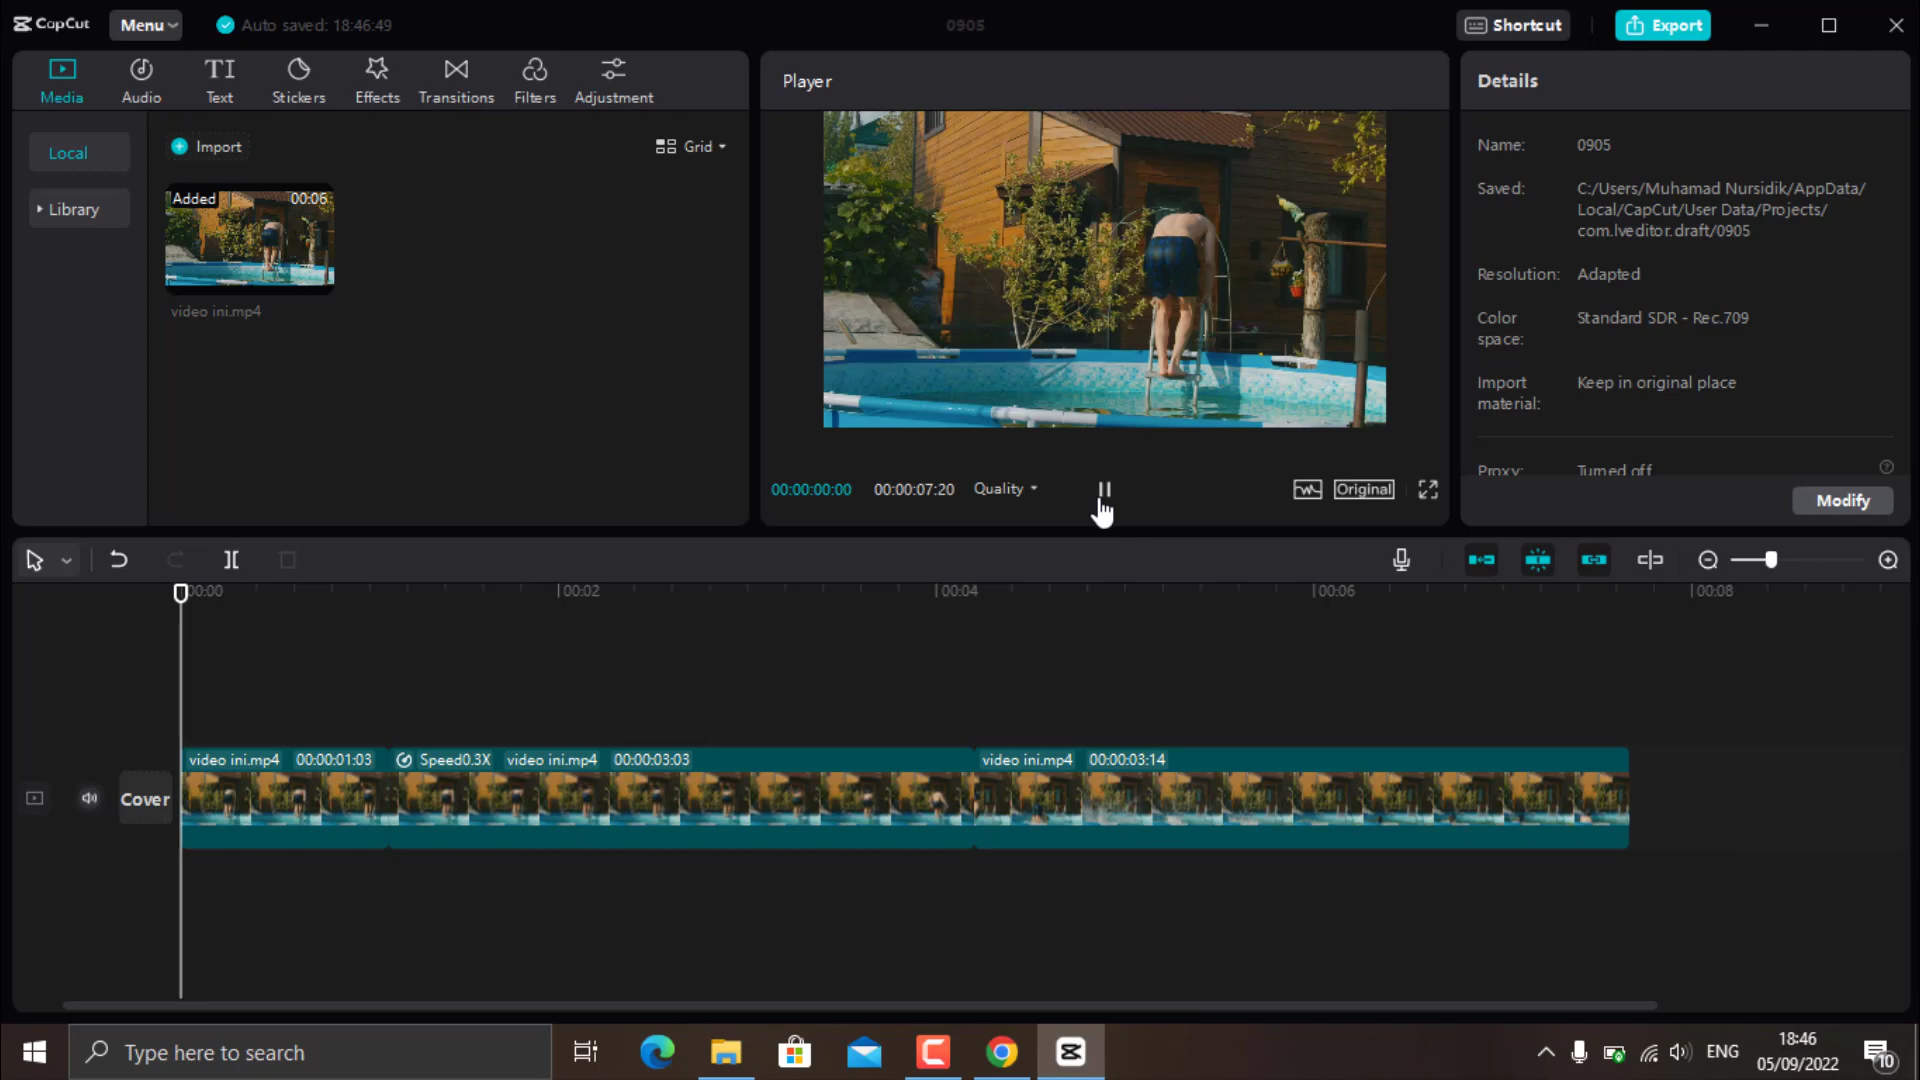 CapCut
Menu
Auto saved: 18:46:49
0905
Shortcut
Export
Media
Audio
Text
Stickers
Effects
Transitions
Filters
Adjustment
Local
Library
Import
Grid
Added
00:06
video ini.mp4
Player
00:00:00:00
00:00:07:20
Quality
Original
Details
Name:
0905
Saved:
C:/Users/Muhamad Nursidik/AppData/
Local/CapCut/User Data/Projects/
com.lveditor.draft/0905
Resolution:
Adapted
Color
space:
Standard SDR - Rec.709
Import
material:
Keep in original place
Proxy:
Turned off
Modify
00:00
00:02
00:04
00:06
00:08
Cover
video ini.mp4 00:00:01:03
Speed0.3X video ini.mp4 00:00:03:03
video ini.mp4 00:00:03:14
Type here to search
ENG
18:46
05/09/2022
10